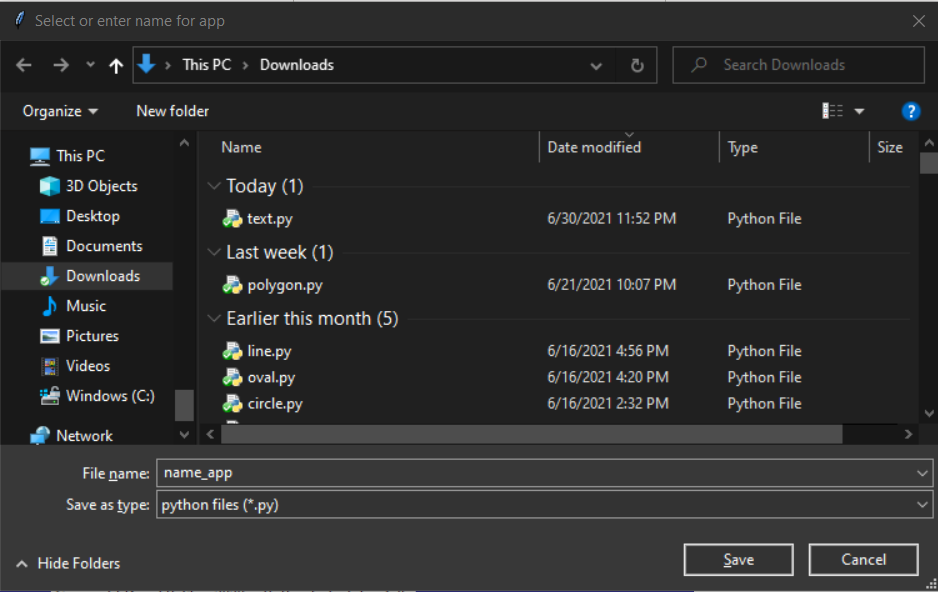 Select or enter name for app
This PC > Downloads
Search Downloads
Organize
New folder
?
This PC
3D Objects
Desktop
Documents
Downloads
Music
Pictures
Videos
Windows (C:)
Network
Name Date modified Type Size
Today (1)
text.py 6/30/2021 11:52 PM Python File
Last week (1)
polygon.py 6/21/2021 10:07 PM Python File
Earlier this month (5)
line.py 6/16/2021 4:56 PM Python File
oval.py 6/16/2021 4:20 PM Python File
circle.py 6/16/2021 2:32 PM Python File
File name: name_app
Save as type: python files (*.py)
Hide Folders
Save
Cancel